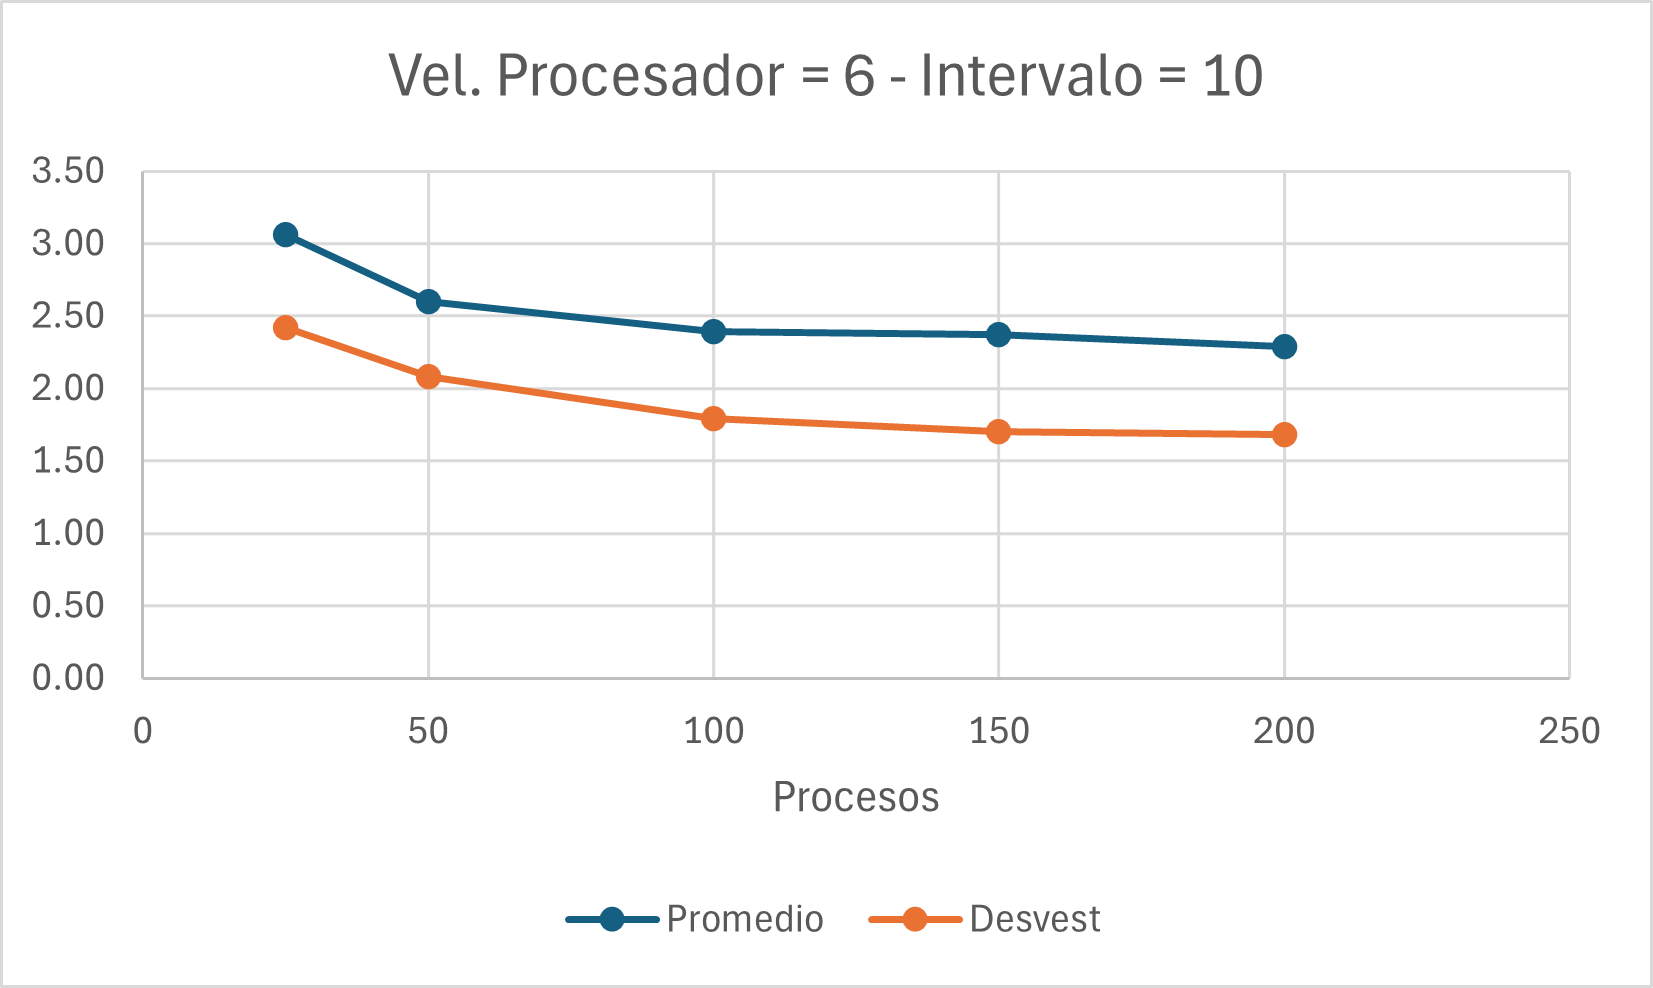 Vel. Procesador = 6 - Intervalo = 10
3.50
3.00
2.50
2.00
1.50
1.00
0.50
0.00
0 50 100 150 200 250
Procesos
Promedio Desvest